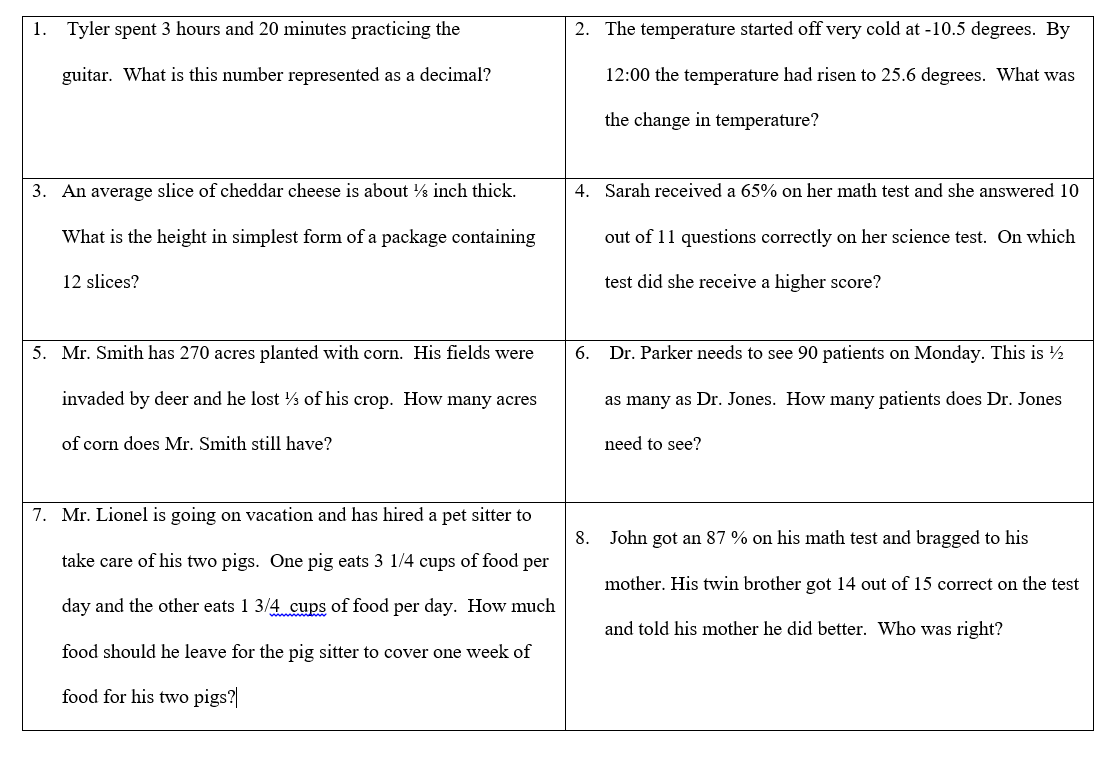 1. Tyler spent 3 hours and 20 minutes practicing the
guitar. What is this number represented as a decimal?
2. The temperature started off very cold at -10.5 degrees. By
12:00 the temperature had risen to 25.6 degrees. What was
the change in temperature?
3. An average slice of cheddar cheese is about ⅛ inch thick.
What is the height in simplest form of a package containing
12 slices?
4. Sarah received a 65% on her math test and she answered 10
out of 11 questions correctly on her science test. On which
test did she receive a higher score?
5. Mr. Smith has 270 acres planted with corn. His fields were
invaded by deer and he lost ⅓ of his crop. How many acres
of corn does Mr. Smith still have?
6. Dr. Parker needs to see 90 patients on Monday. This is ½
as many as Dr. Jones. How many patients does Dr. Jones
need to see?
7. Mr. Lionel is going on vacation and has hired a pet sitter to
take care of his two pigs. One pig eats 3 1/4 cups of food per
day and the other eats 1 3/4 cups of food per day. How much
food should he leave for the pig sitter to cover one week of
food for his two pigs?
8. John got an 87 % on his math test and bragged to his
mother. His twin brother got 14 out of 15 correct on the test
and told his mother he did better. Who was right?